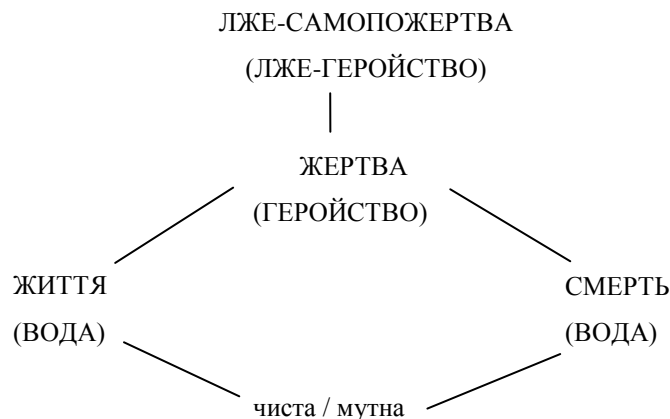 ЛЖЕ-САМОПОЖЕРТВА
(ЛЖЕ-ГЕРОЙСТВО)
ЖЕРТВА
(ГЕРОЙСТВО)
ЖИТТЯ
(ВОДА)
СМЕРТЬ
(ВОДА)
чиста / мутна